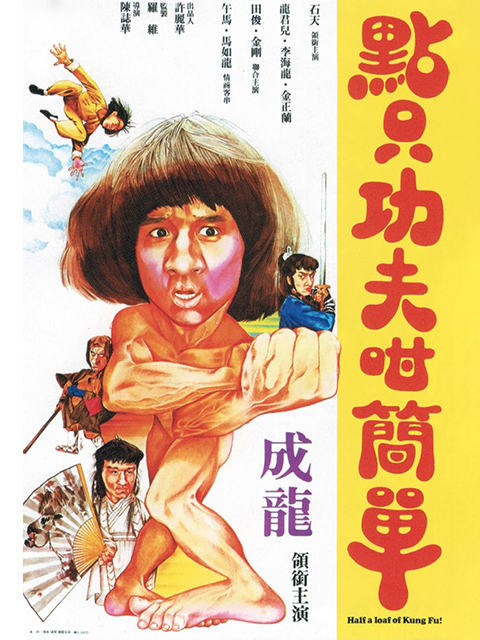 點只功夫咁簡單
Half a loaf of Kung Fu!
石天 領銜主演
龍君兒・李海龍・金正蘭
田俊・金剛 聯合主演
午馬・馬如龍 情商客串
出品人 許麗華
監製 羅維
導演 陳誌華
成龍
領銜主演